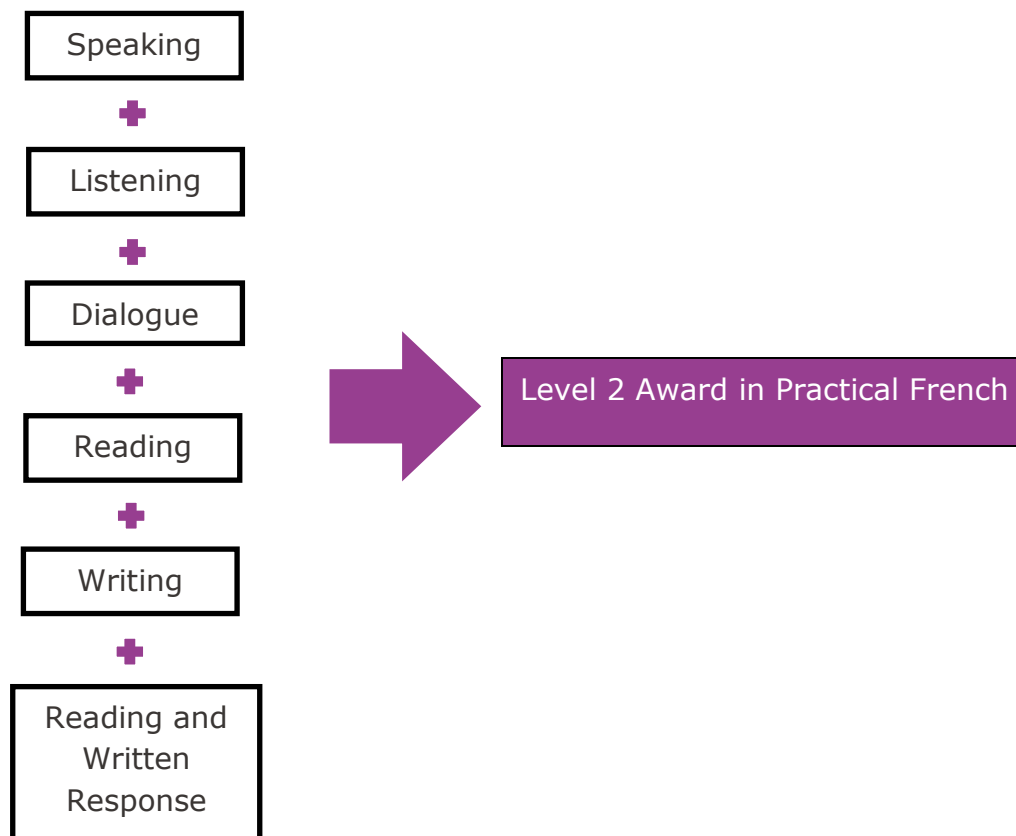 Speaking
Listening
Dialogue
Reading
Writing
Reading and
Written
Response
Level 2 Award in Practical French